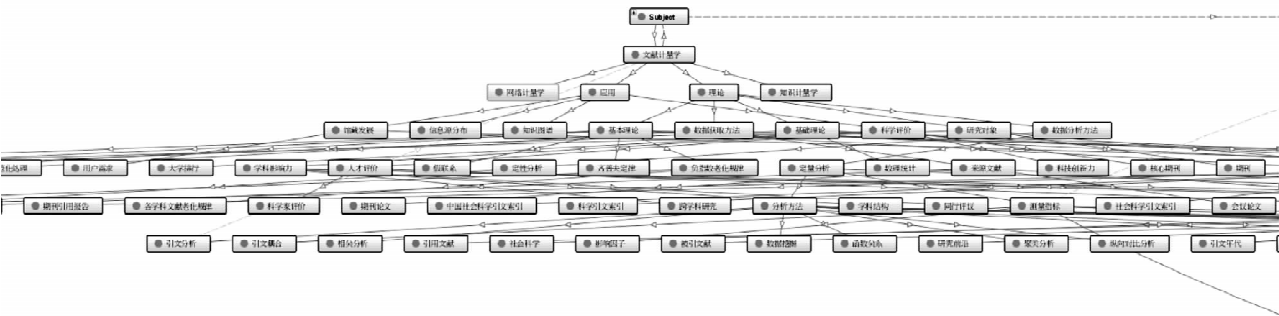 Subject
文献计量学
网络计量学 应用 理论 知识计量学
馆藏发展 信息源分布 知识图谱 基本理论 数据获取方法 基础理论 科学评价 研究对象 数据分析方法
用户需求 大学排行 学科影响力 人才评价 定性分析 齐普夫定律 负指数老化规律 定量分析 数理统计 来源文献 科技创新力 核心期刊 期刊
期刊引用报告 各学科文献老化规律 科学家评价 期刊论文 中国社会科学引文索引 科学引文索引 跨学科研究 分析方法 学科结构 同行评议 测量指标 社会科学引文索引 会议论文
引文分析 引文耦合 相关分析 引用文献 社会科学 影响因子 被引文献 数据挖掘 函数关系 研究前沿 聚类分析 纵向对比分析 引文年代